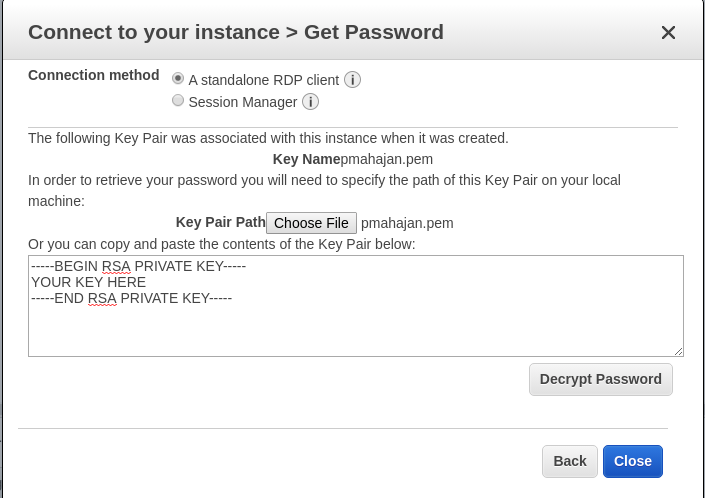 Connect to your instance > Get Password
Connection method
A standalone RDP client
Session Manager
The following Key Pair was associated with this instance when it was created.
Key Namepmahajan.pem
In order to retrieve your password you will need to specify the path of this Key Pair on your local
machine:
Key Pair Path Choose File pmahajan.pem
Or you can copy and paste the contents of the Key Pair below:
-----BEGIN RSA PRIVATE KEY-----
YOUR KEY HERE
-----END RSA PRIVATE KEY-----
Decrypt Password
Back Close